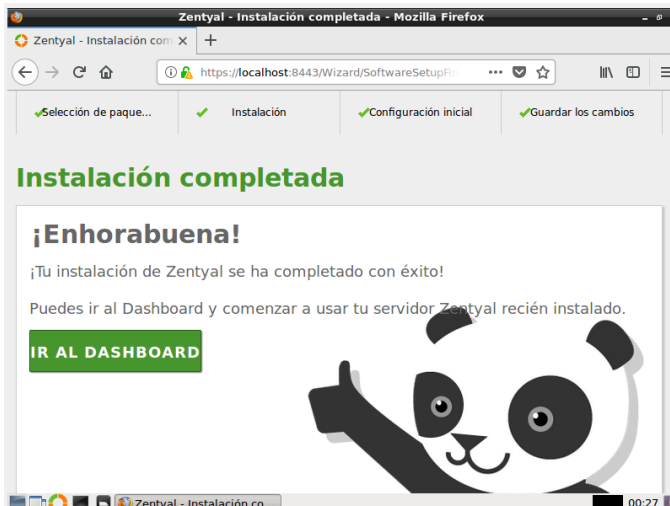 Zentyal - Instalación completada - Mozilla Firefox
Zentyal - Instalación com
https://localhost:8443/Wizard/SoftwareSetupFin
Selección de paque...
Instalación
Configuración inicial
Guardar los cambios
Instalación completada
¡Enhorabuena!
¡Tu instalación de Zentyal se ha completado con éxito!
Puedes ir al Dashboard y comenzar a usar tu servidor Zentyal recién instalado.
IR AL DASHBOARD
Zentyal - Instalación co...
00:27